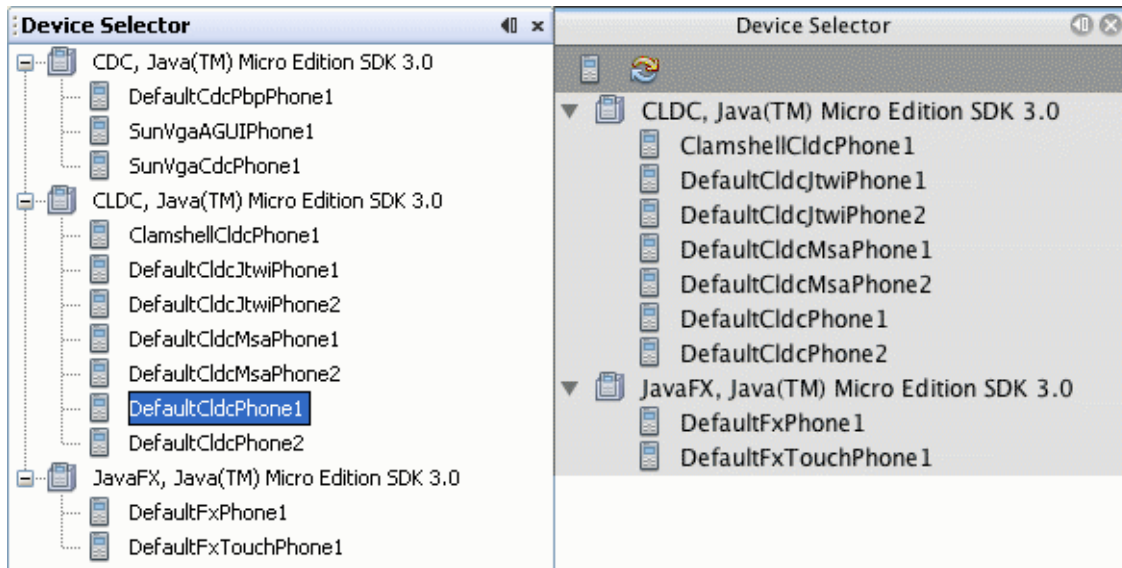 Device Selector
CDC, Java(TM) Micro Edition SDK 3.0
DefaultCdcPbpPhone1
SunVgaAGUIPhone1
SunVgaCdcPhone1
CLDC, Java(TM) Micro Edition SDK 3.0
ClamshellCldcPhone1
DefaultCldcJtwiPhone1
DefaultCldcJtwiPhone2
DefaultCldcMsaPhone1
DefaultCldcMsaPhone2
DefaultCldcPhone1
DefaultCldcPhone2
JavaFX, Java(TM) Micro Edition SDK 3.0
DefaultFxPhone1
DefaultFxTouchPhone1
Device Selector
CLDC, Java(TM) Micro Edition SDK 3.0
ClamshellCldcPhone1
DefaultCldcJtwiPhone1
DefaultCldcJtwiPhone2
DefaultCldcMsaPhone1
DefaultCldcMsaPhone2
DefaultCldcPhone1
DefaultCldcPhone2
JavaFX, Java(TM) Micro Edition SDK 3.0
DefaultFxPhone1
DefaultFxTouchPhone1